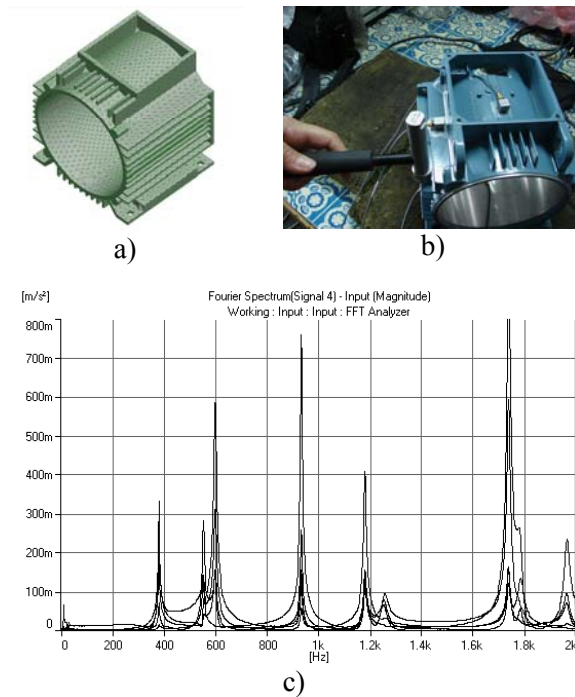 a)
b)
[m/s²]
Fourier Spectrum(Signal 4) - Input (Magnitude)
Working : Input : Input : FFT Analyzer
800m
700m
600m
500m
400m
300m
200m
100m
0
0 200 400 600 800 1k 1.2k 1.4k 1.6k 1.8k 2k
[Hz]
c)